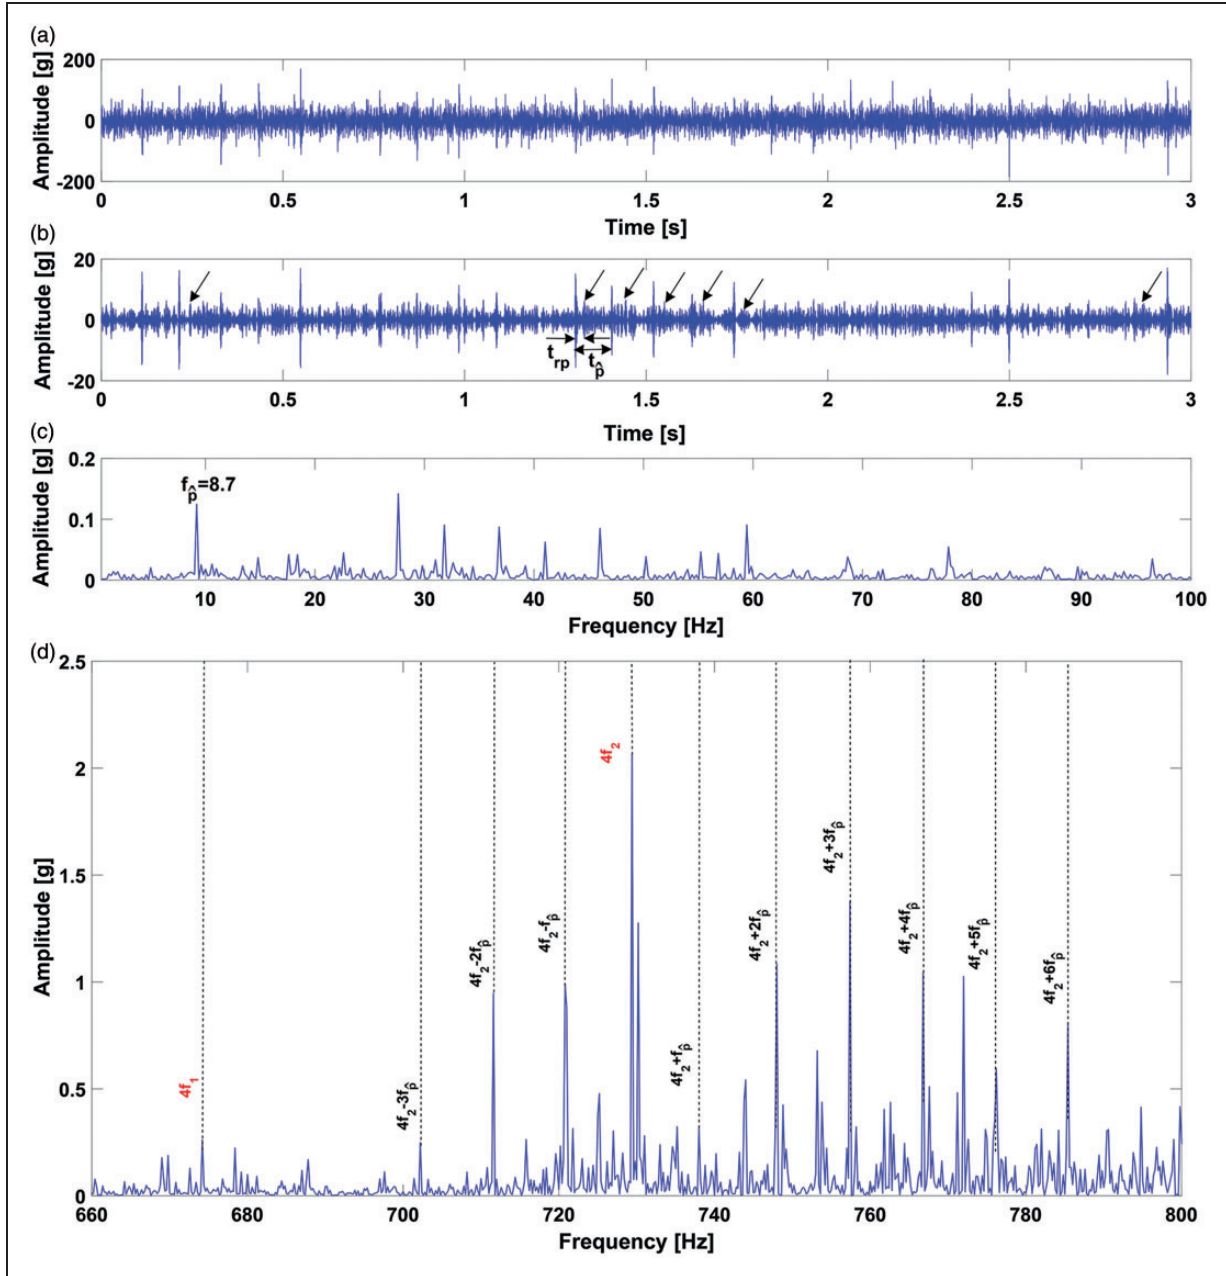 (a)
Amplitude [g]
200
0
-200
0 0.5 1 1.5 2 2.5 3
Time [s]
(b)
Amplitude [g]
20
0
-20
t_rp t_p̂
0 0.5 1 1.5 2 2.5 3
Time [s]
(c)
Amplitude [g]
0.2
0.1
0
f_p̂=8.7
10 20 30 40 50 60 70 80 90 100
Frequency [Hz]
(d)
Amplitude [g]
2.5
2
1.5
1
0.5
0
4f_1
4f_2-3f_p̂
4f_2-2f_p̂
4f_2-f_p̂
4f_2
4f_2+f_p̂
4f_2+2f_p̂
4f_2+3f_p̂
4f_2+4f_p̂
4f_2+5f_p̂
4f_2+6f_p̂
660 680 700 720 740 760 780 800
Frequency [Hz]